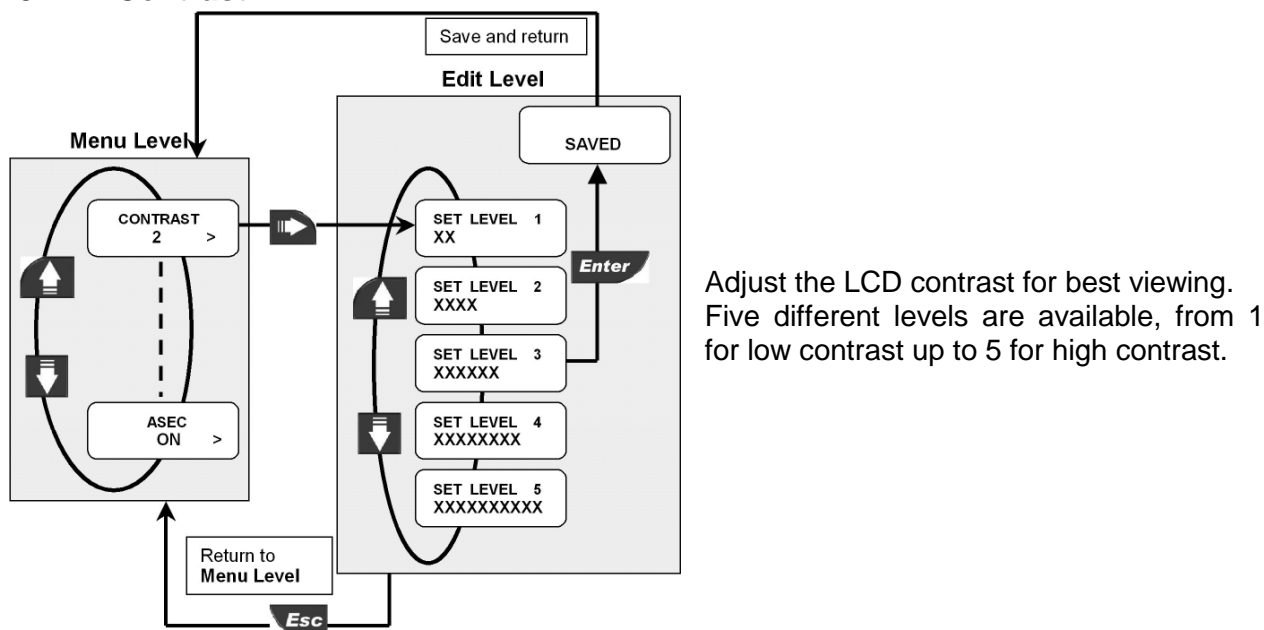 Save and return
Edit Level
SAVED
Menu Level
CONTRAST
2 >
SET LEVEL 1
XX
Enter
SET LEVEL 2
XXXX
SET LEVEL 3
XXXXXX
ASEC
ON >
SET LEVEL 4
XXXXXXXX
SET LEVEL 5
XXXXXXXXXX
Return to
Menu Level
Esc
Adjust the LCD contrast for best viewing.
Five different levels are available, from 1
for low contrast up to 5 for high contrast.